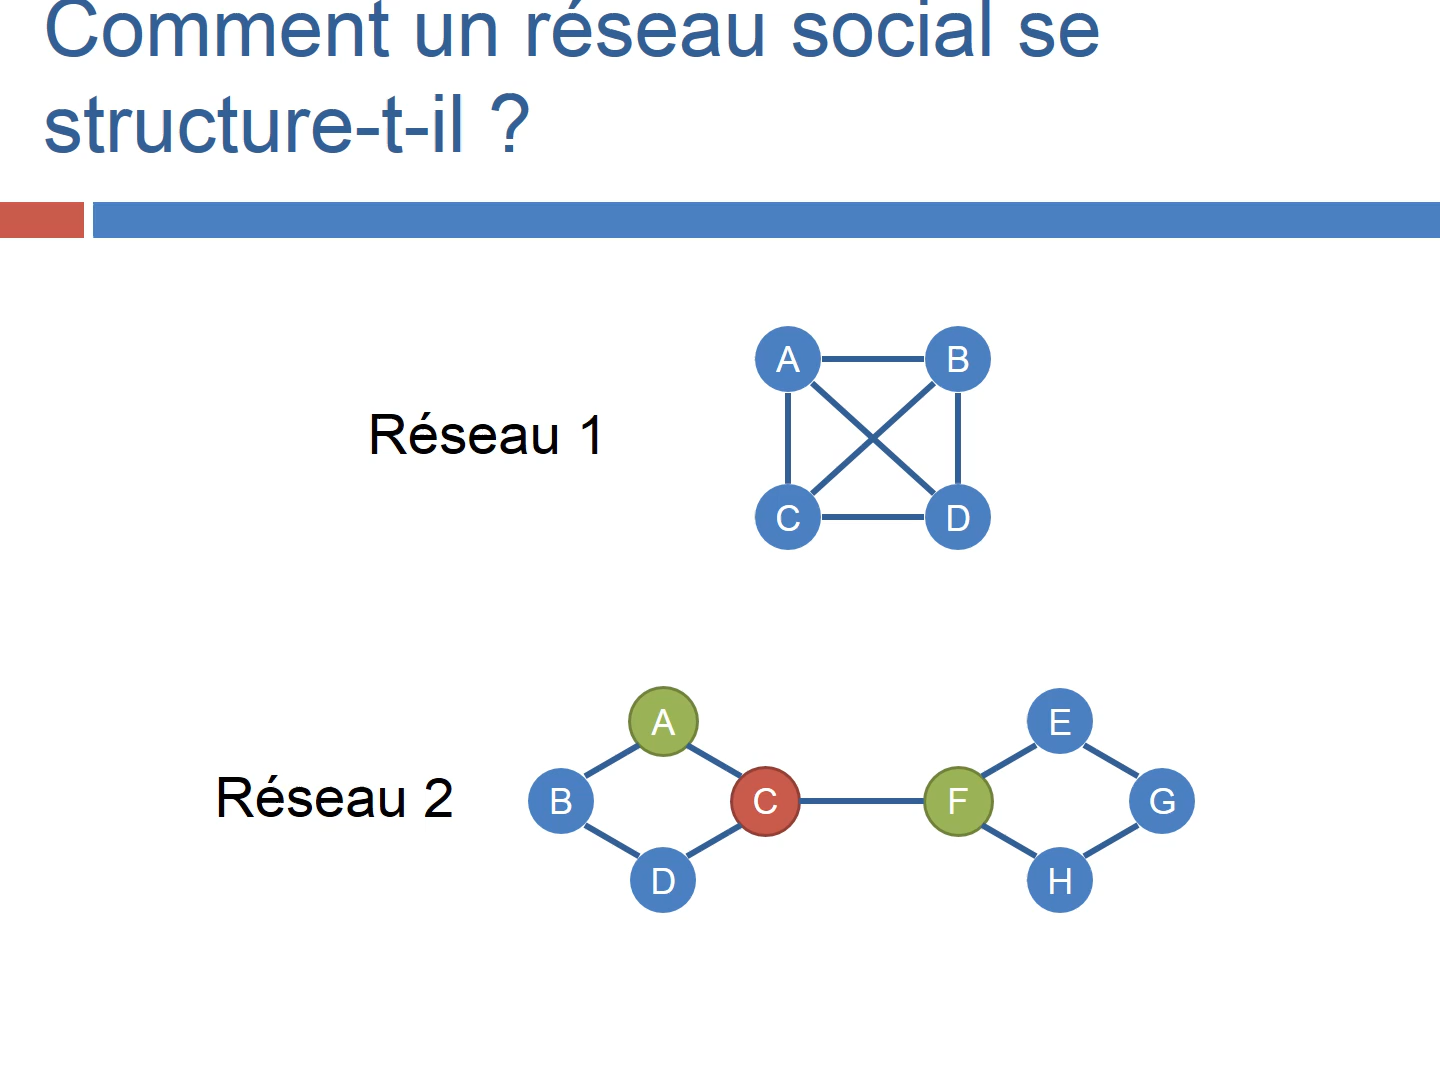 Comment un réseau social se
structure-t-il ?
A B
Réseau 1
C D
A E
Réseau 2 B C F G
D H